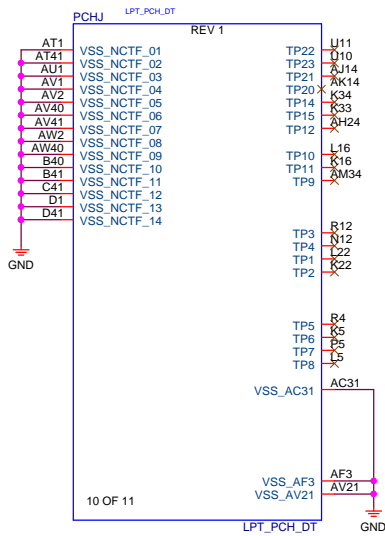 PCHJ LPT_PCH_DT
REV 1
AT1 VSS_NCTF_01 TP22 U11
AT41 VSS_NCTF_02 TP23 U10
AU1 VSS_NCTF_03 TP21 AJ14
AV1 VSS_NCTF_04 TP20 AK14
AV2 VSS_NCTF_05 TP14 K34
AV40 VSS_NCTF_06 TP15 K33
AV41 VSS_NCTF_07 TP12 AH24
AW2 VSS_NCTF_08
AW40 VSS_NCTF_09 TP10 L16
B40 VSS_NCTF_10 TP11 K16
B41 VSS_NCTF_11 TP9 AM34
C41 VSS_NCTF_12
D1 VSS_NCTF_13
D41 VSS_NCTF_14
TP3 R12
TP4 N12
GND TP1 L22
TP2 K22
TP5 R4
TP6 K5
TP7 P5
TP8 L5
VSS_AC31 AC31
VSS_AF3 AF3
VSS_AV21 AV21
10 OF 11
LPT_PCH_DT GND